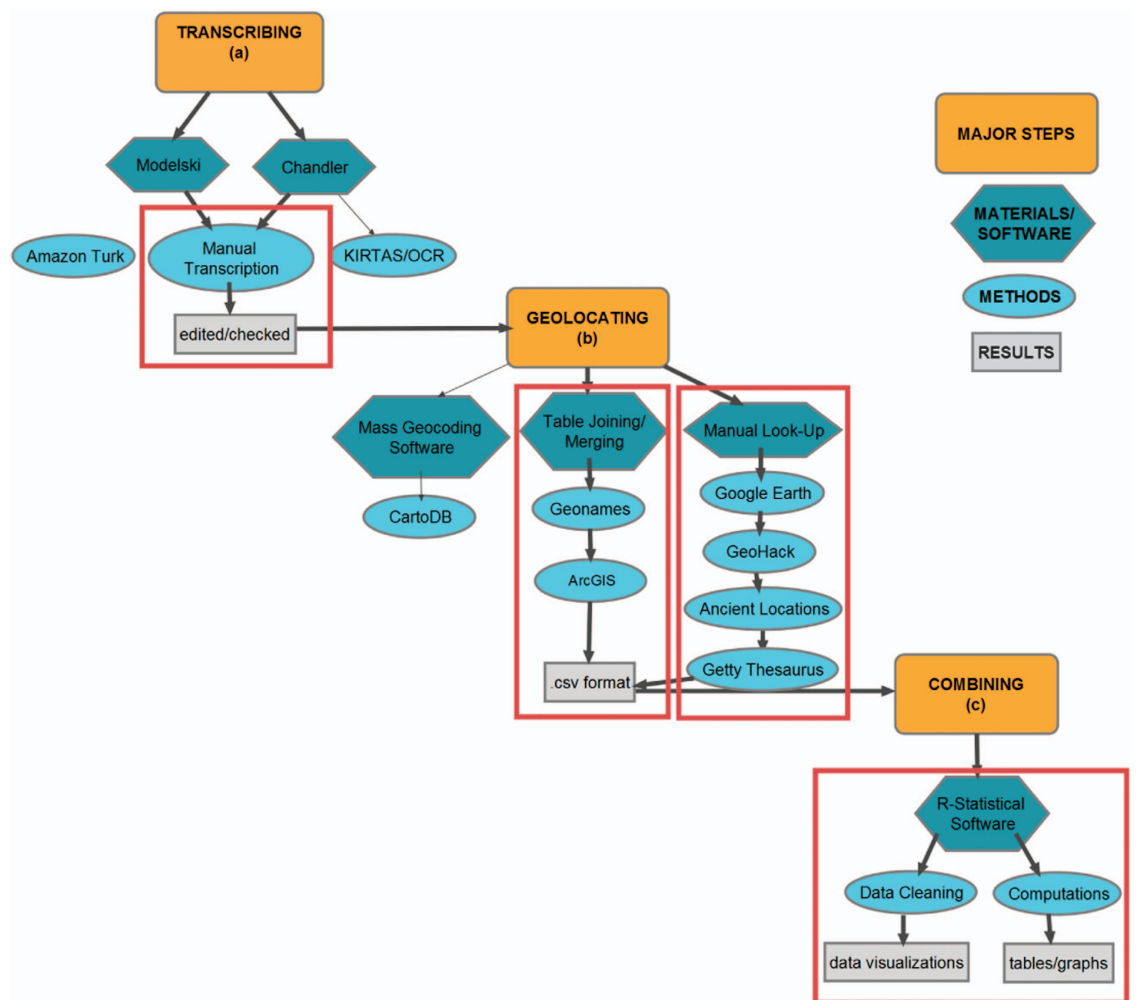 TRANSCRIBING
(a)
Modelski
Chandler
Amazon Turk
Manual
Transcription
KIRTAS/OCR
edited/checked
GEOLOCATING
(b)
Mass Geocoding
Software
CartoDB
Table Joining/
Merging
Geonames
ArcGIS
.csv format
Manual Look-Up
Google Earth
GeoHack
Ancient Locations
Getty Thesaurus
COMBINING
(c)
R-Statistical
Software
Data Cleaning
Computations
data visualizations
tables/graphs
MAJOR STEPS
MATERIALS/
SOFTWARE
METHODS
RESULTS